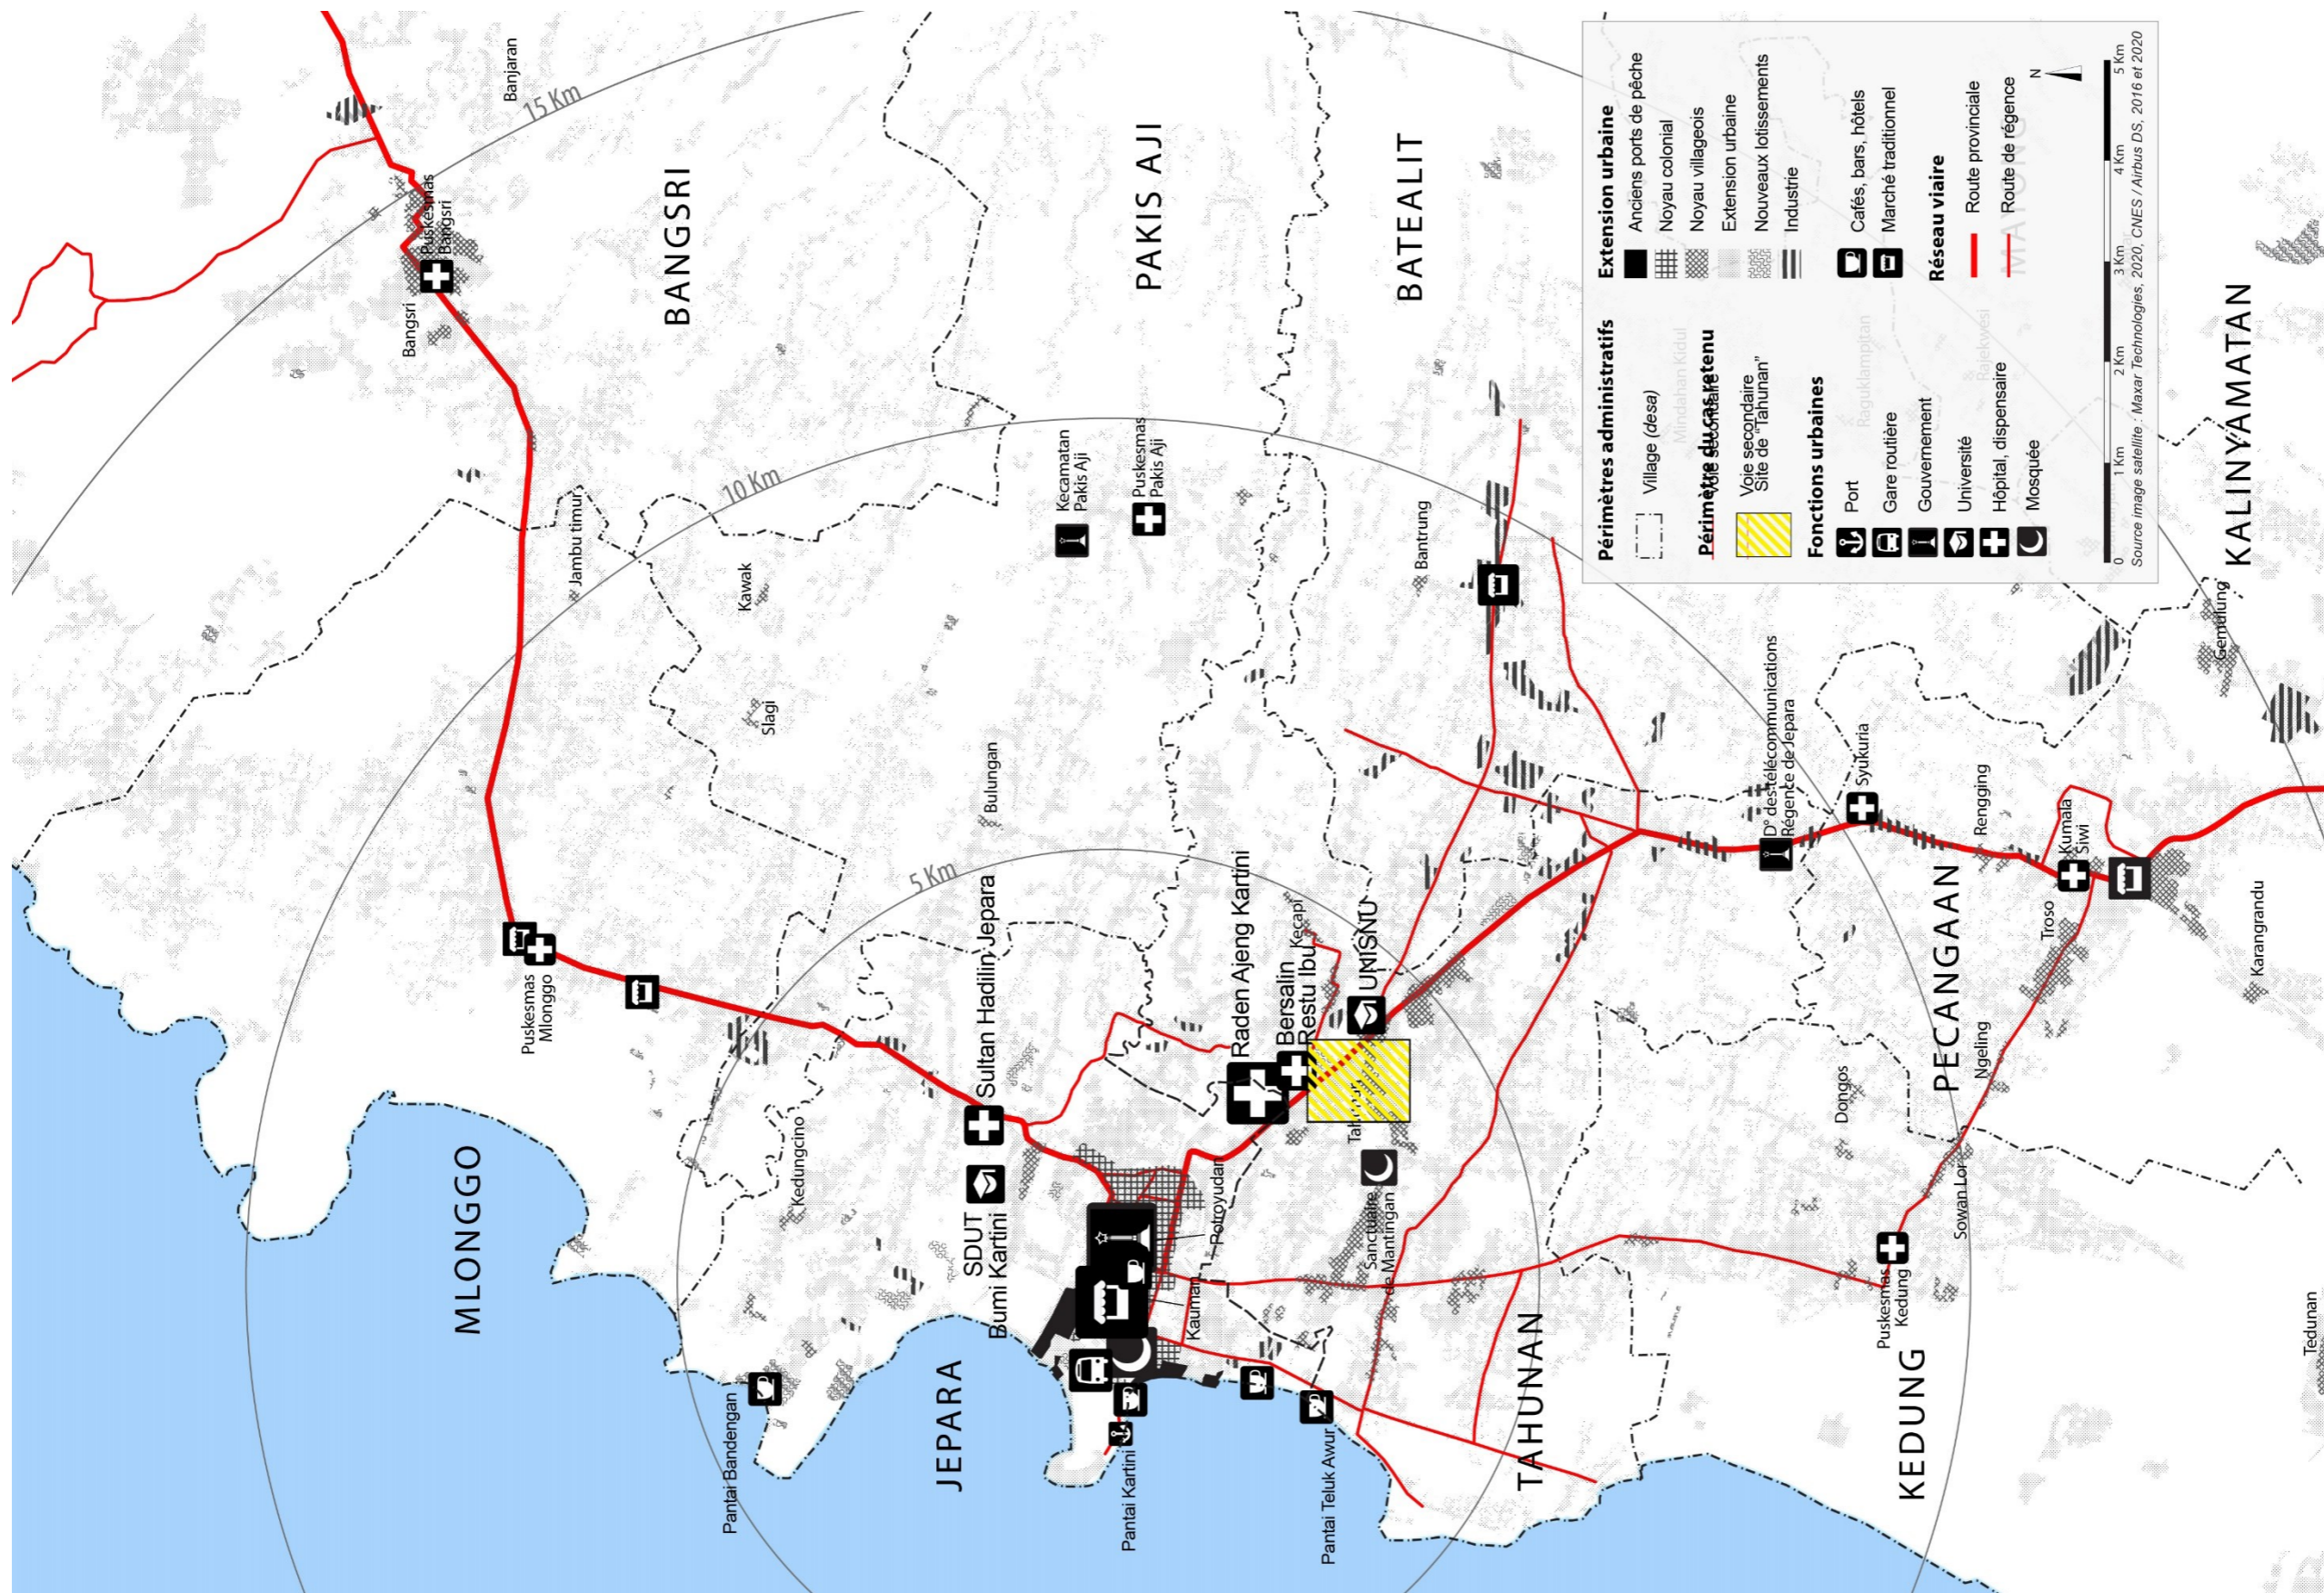 Banjaran
15 Km
Puskesmas
Bangsri
Bangsri
BANGSRI
PAKIS AJI
BATEALIT
10 Km
Kecamatan
Pakis Aji
Puskesmas
Pakis Aji
Jambu timur
Kawak
Slagi
Bulungan
Bantrung
5 Km
Puskesmas
Mlonggo
MLONGGO
Sultan Hadilin Jepara
Raden Ajeng Kartini
Bersalin
Restu Ibu
Kecapi
UNISNU
Kedungcino
SDUT
Bumi Kartini
Potroyudan
Kauman
Sanctuaire
de Mantingan
JEPARA
Pantai Bandengan
Pantai Kartini
Pantai Teluk Awur
TAHUNAN
KEDUNG
Puskesmas
Kedung
Sowan Lor
Dongos
Ngeling
PECANGAAN
Troso
Karangrandu
Tedunan
Kumala
Siwi
Rengging
Syukuria
D° des télécommunications
Régence de Jepara
Gemulung
KALINYAMATAN
Périmètres administratifs
Village (desa)
Mindahan Kidul
Périmètre du cas retenu
Voie secondaire
Voie secondaire
Site de "Tahunan"
Raguklampitan
Rajekwesi
Fonctions urbaines
Port
Gare routière
Gouvernement
Université
Hôpital, dispensaire
Mosquée
Extension urbaine
Anciens ports de pêche
Noyau colonial
Noyau villageois
Extension urbaine
Nouveaux lotissements
Industrie
Cafés, bars, hôtels
Marché traditionnel
Réseau viaire
Route provinciale
Route de régence
MAYONG
N
0 1 Km 2 Km 3 Km 4 Km 5 Km
Source image satellite : Maxar Technologies, 2020, CNES / Airbus DS, 2016 et 2020